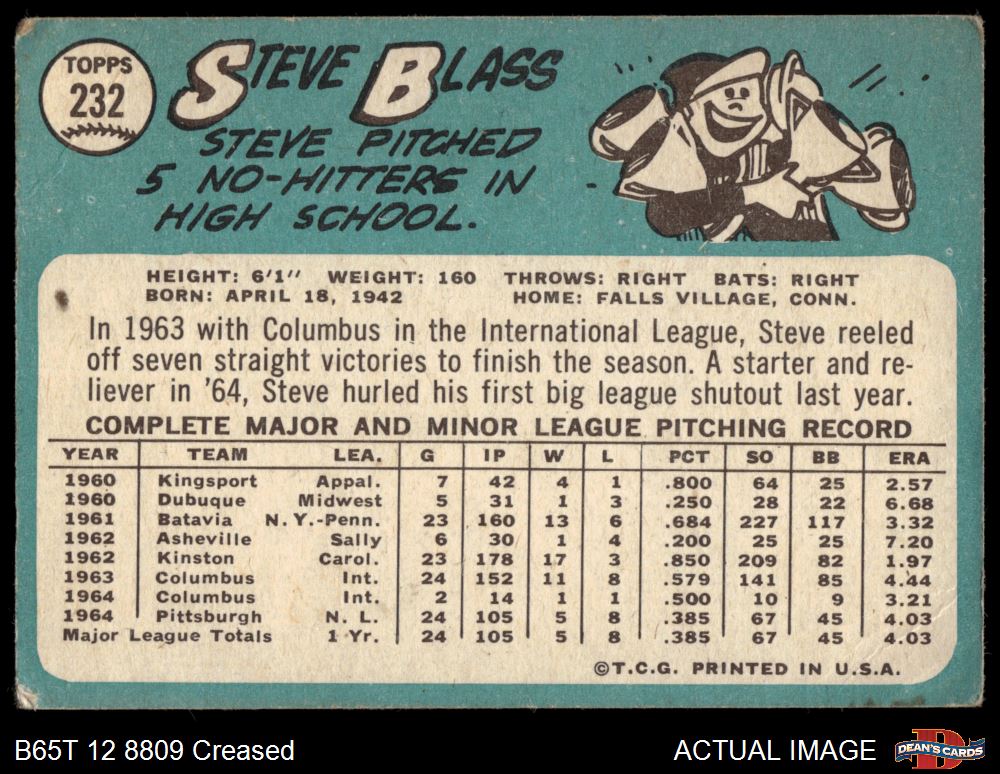 TOPPS
232
STEVE BLASS
STEVE PITCHED
5 NO-HITTERS IN
HIGH SCHOOL.
HEIGHT: 6'1" WEIGHT: 160 THROWS: RIGHT BATS: RIGHT
BORN: APRIL 18, 1942 HOME: FALLS VILLAGE, CONN.
In 1963 with Columbus in the International League, Steve reeled
off seven straight victories to finish the season. A starter and re-
liever in '64, Steve hurled his first big league shutout last year.
COMPLETE MAJOR AND MINOR LEAGUE PITCHING RECORD
YEAR TEAM LEA. G IP W L PCT SO BB ERA
1960 Kingsport Appal. 7 42 4 1 .800 64 25 2.57
1960 Dubuque Midwest 5 31 1 3 .250 28 22 6.68
1961 Batavia N.Y.-Penn. 23 160 13 6 .684 227 117 3.32
1962 Asheville Sally 6 30 1 4 .200 25 25 7.20
1962 Kinston Carol. 23 178 17 3 .850 209 82 1.97
1963 Columbus Int. 24 152 11 8 .579 141 85 4.44
1964 Columbus Int. 2 14 1 1 .500 10 9 3.21
1964 Pittsburgh N. L. 24 105 5 8 .385 67 45 4.03
Major League Totals 1 Yr. 24 105 5 8 .385 67 45 4.03
©T.C.G. PRINTED IN U.S.A.
B65T 12 8809 Creased ACTUAL IMAGE DEAN'S CARDS